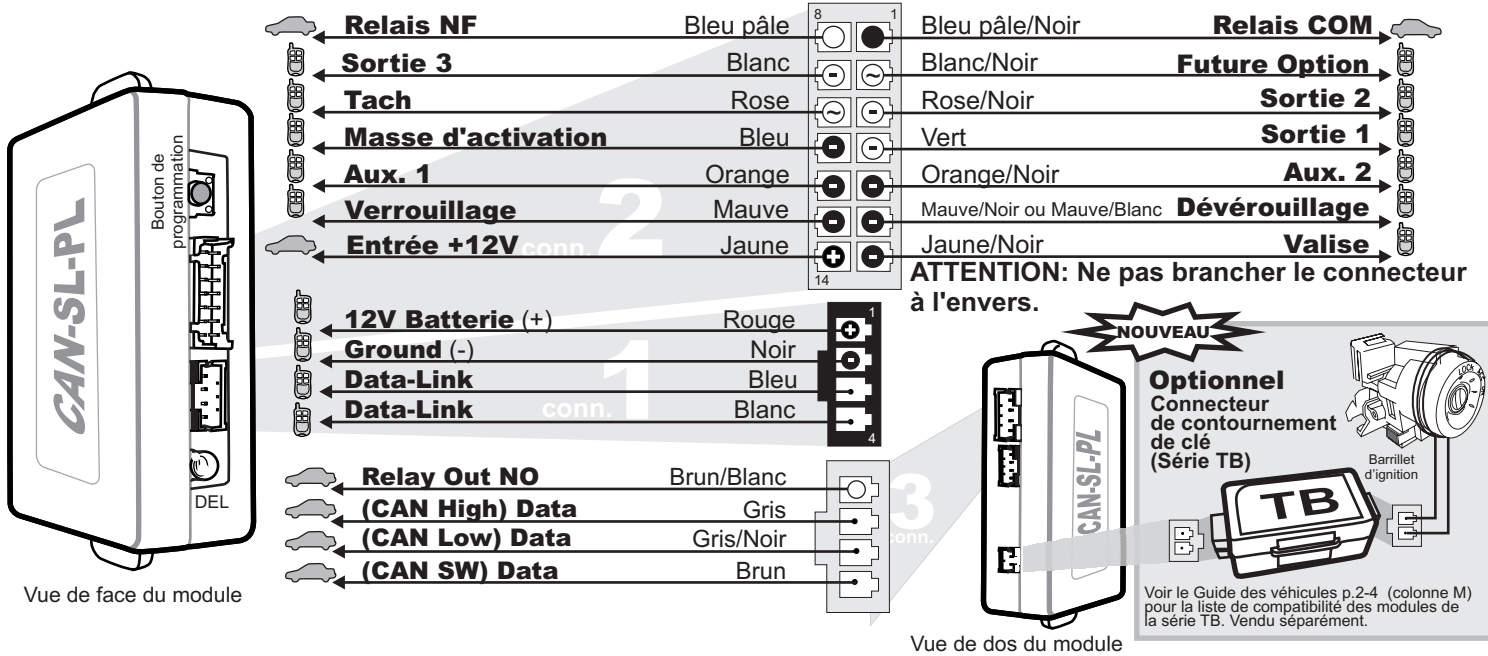 8 1
Relais NF Bleu pâle Bleu pâle/Noir Relais COM
Sortie 3 Blanc Blanc/Noir Future Option
Tach Rose Rose/Noir Sortie 2
Masse d'activation Bleu Vert Sortie 1
Aux. 1 Orange Orange/Noir Aux. 2
Verrouillage Mauve Mauve/Noir ou Mauve/Blanc Dévérouillage
Entrée +12V conn. 2 Jaune Jaune/Noir Valise
14
ATTENTION: Ne pas brancher le connecteur
à l'envers.
Bouton de
programmation
CAN-SL-PL
DEL
Vue de face du module
12V Batterie (+) Rouge 1
Ground (-) Noir
Data-Link Bleu
Data-Link conn. 1 Blanc
4
Relay Out NO Brun/Blanc
(CAN High) Data Gris
(CAN Low) Data Gris/Noir
(CAN SW) Data Brun
3
conn.
CAN-SL-PL
Vue de dos du module
NOUVEAU
Optionnel
Connecteur
de contournement
de clé
(Série TB)
LOCK
Barrillet
d'ignition
TB
Voir le Guide des véhicules p.2-4 (colonne M)
pour la liste de compatibilité des modules de
la série TB. Vendu séparément.